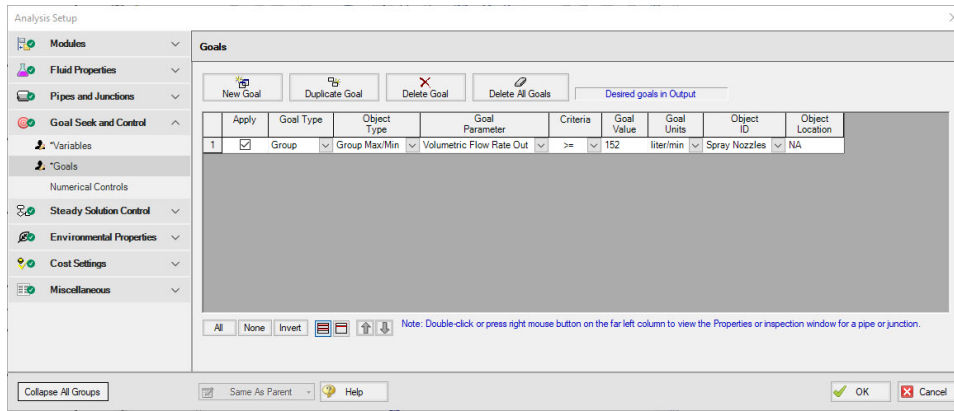 Analysis Setup
Modules
Fluid Properties
Pipes and Junctions
Goal Seek and Control
*Variables
*Goals
Numerical Controls
Steady Solution Control
Environmental Properties
Cost Settings
Miscellaneous
Collapse All Groups
Goals
New Goal Duplicate Goal Delete Goal Delete All Goals Desired goals in Output
Apply Goal Type Object Type Goal Parameter Criteria Goal Value Goal Units Object ID Object Location
1 Group Group Max/Min Volumetric Flow Rate Out >= 152 liter/min Spray Nozzles NA
All None Invert Note: Double-click or press right mouse button on the far left column to view the Properties or inspection window for a pipe or junction.
Same As Parent Help OK Cancel